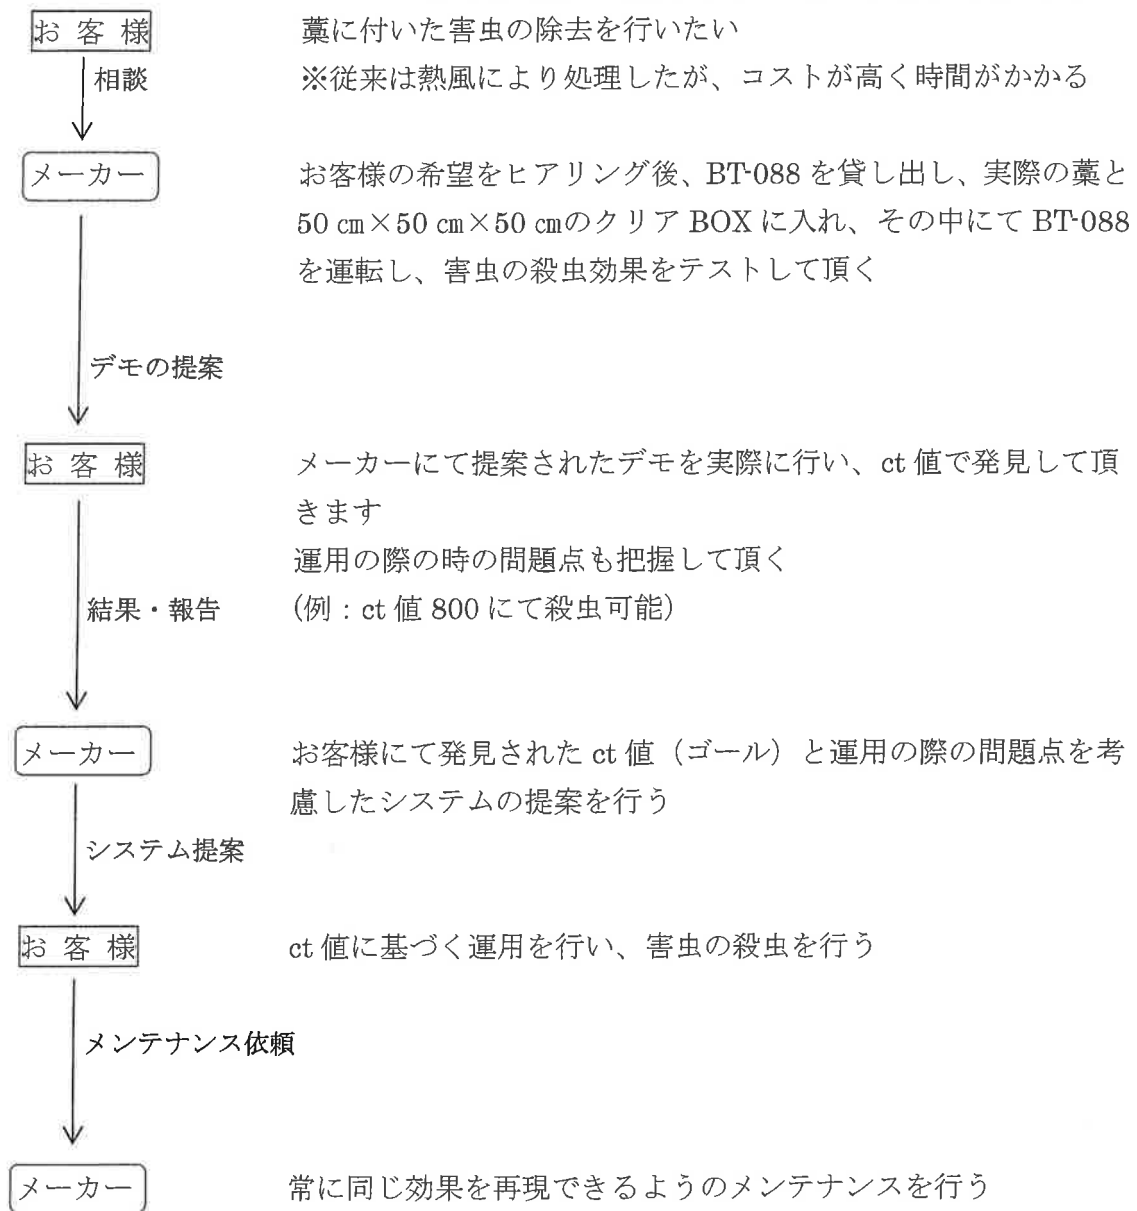 お 客 様
藁に付いた害虫の除去を行いたい
相談
※従来は熱風により処理したが、コストが高く時間がかかる
メーカー
お客様の希望をヒアリング後、BT-088 を貸し出し、実際の藁と
50 ㎝×50 ㎝×50 ㎝のクリア BOX に入れ、その中にて BT-088
を運転し、害虫の殺虫効果をテストして頂く
デモの提案
お 客 様
メーカーにて提案されたデモを実際に行い、ct 値で発見して頂
きます
運用の際の時の問題点も把握して頂く
結果・報告
(例：ct 値 800 にて殺虫可能)
メーカー
お客様にて発見された ct 値（ゴール）と運用の際の問題点を考
慮したシステムの提案を行う
システム提案
お 客 様
ct 値に基づく運用を行い、害虫の殺虫を行う
メンテナンス依頼
メーカー
常に同じ効果を再現できるようのメンテナンスを行う